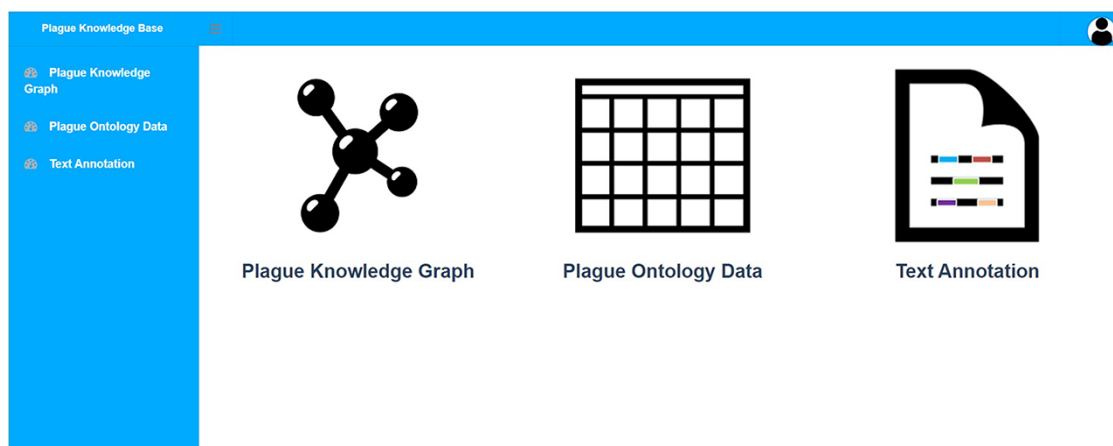 Plague Knowledge Base
Plague Knowledge
Graph
Plague Ontology Data
Text Annotation
Plague Knowledge Graph
Plague Ontology Data
Text Annotation